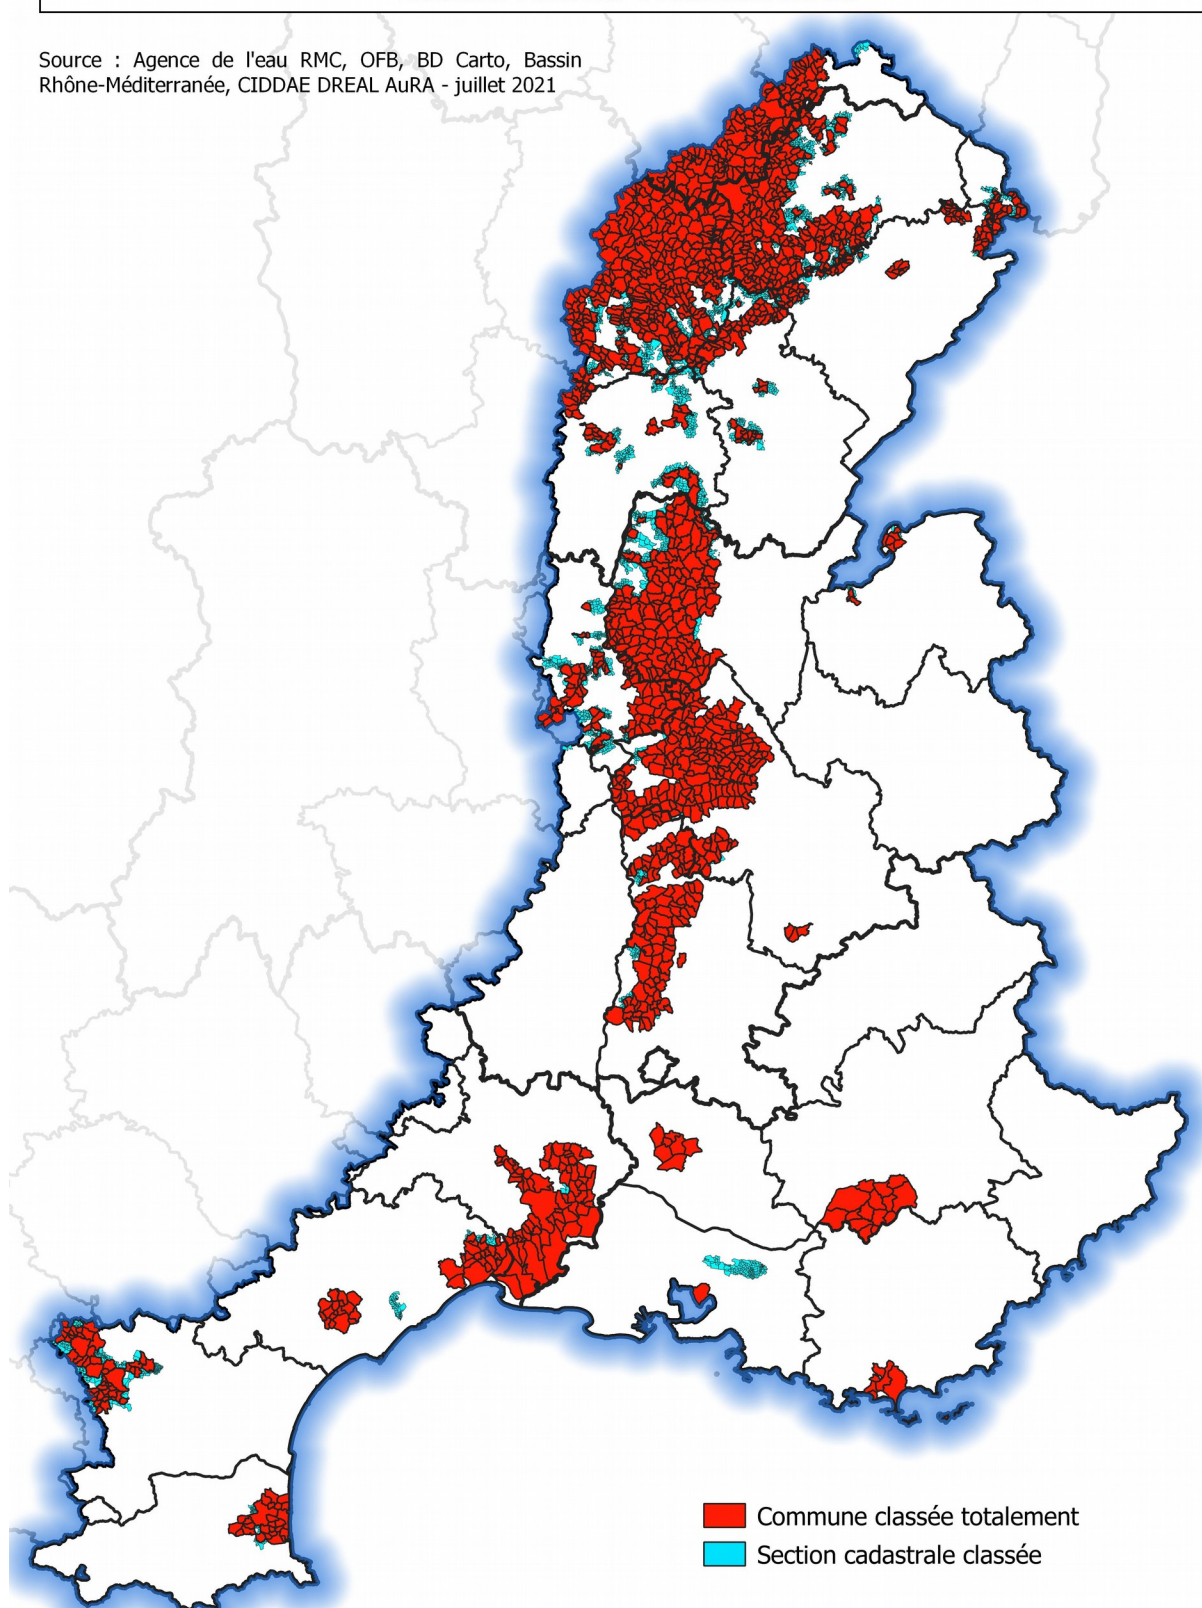 Source : Agence de l'eau RMC, OFB, BD Carto, Bassin
Rhône-Méditerranée, CIDDAE DREAL AuRA - juillet 2021
Commune classée totalement
Section cadastrale classée